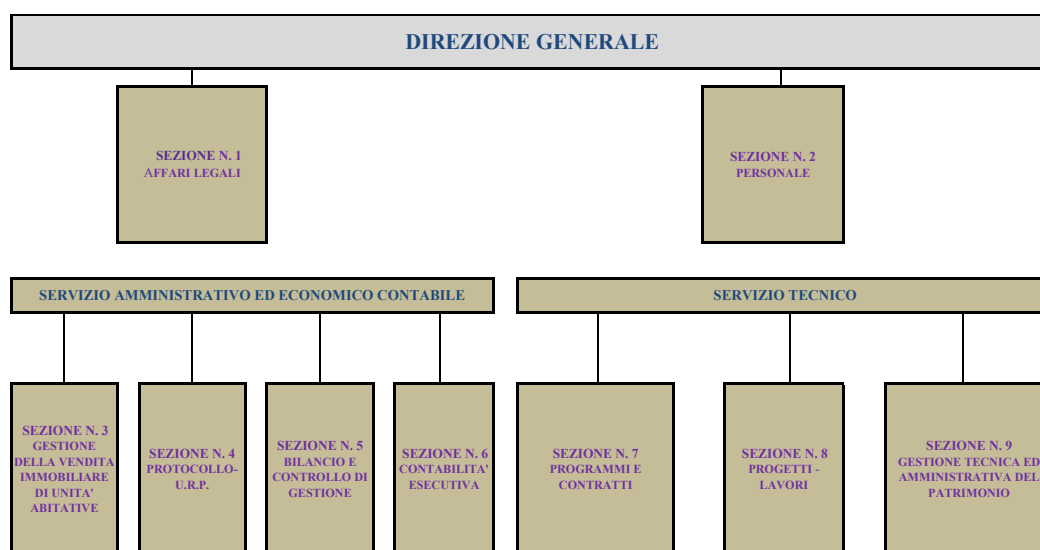 DIREZIONE GENERALE
SEZIONE N. 1
AFFARI LEGALI
SEZIONE N. 2
PERSONALE
SERVIZIO AMMINISTRATIVO ED ECONOMICO CONTABILE
SERVIZIO TECNICO
SEZIONE N. 3
GESTIONE
DELLA VENDITA
IMMOBILIARE
DI UNITA'
ABITATIVE
SEZIONE N. 4
PROTOCOLLO-
U.R.P.
SEZIONE N. 5
BILANCIO E
CONTROLLO DI
GESTIONE
SEZIONE N. 6
CONTABILITA'
ESECUTIVA
SEZIONE N. 7
PROGRAMMI E
CONTRATTI
SEZIONE N. 8
PROGETTI -
LAVORI
SEZIONE N. 9
GESTIONE TECNICA ED
AMMINISTRATIVA DEL
PATRIMONIO